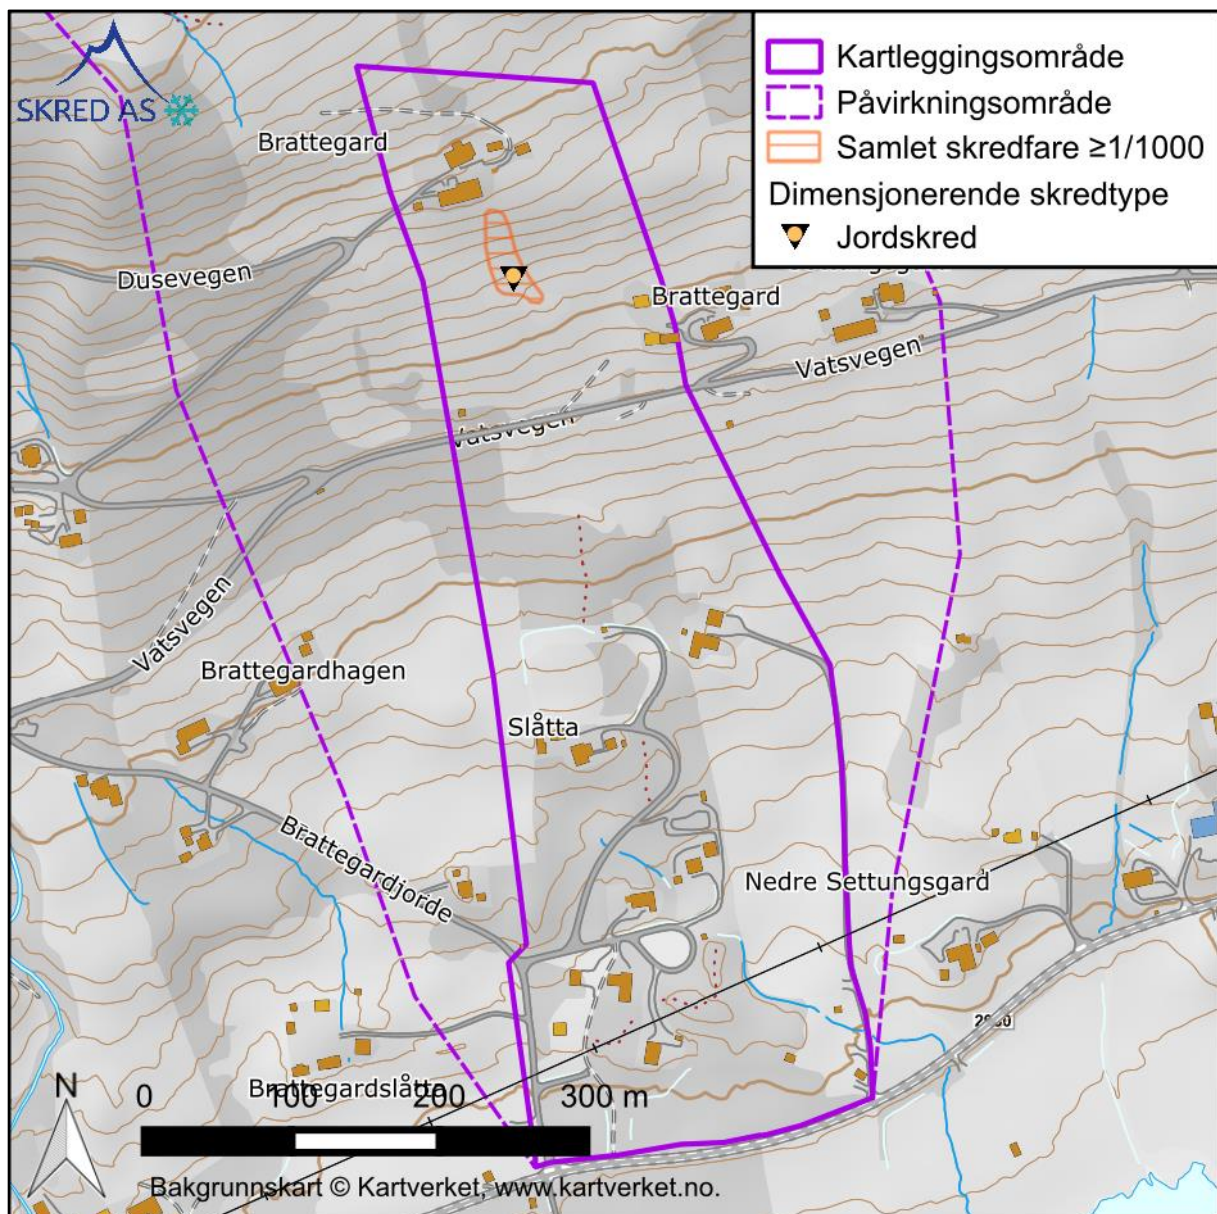 SKRED AS
Kartleggingsområde
Påvirkningsområde
Samlet skredfare ≥1/1000
Dimensjonerende skredtype
Jordskred
Brattegard
Dusevegen
Brattegard
Vatsvegen
Vatsvegen
Vatsvegen
Brattegardhagen
Slåtta
Brattegardjorde
Nedre Settungsgard
Brattegardslåtta
N
0 100 200 300 m
Bakgrunnskart © Kartverket, www.kartverket.no.